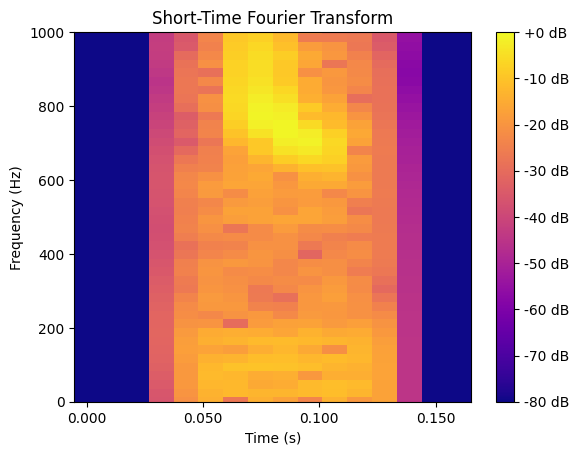 Short-Time Fourier Transform
1000
800
600
400
200
0
Frequency (Hz)
0.000
0.050
0.100
0.150
Time (s)
+0 dB
-10 dB
-20 dB
-30 dB
-40 dB
-50 dB
-60 dB
-70 dB
-80 dB